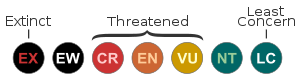 Extinct
Threatened
Least
Concern
EX EW CR EN VU NT LC